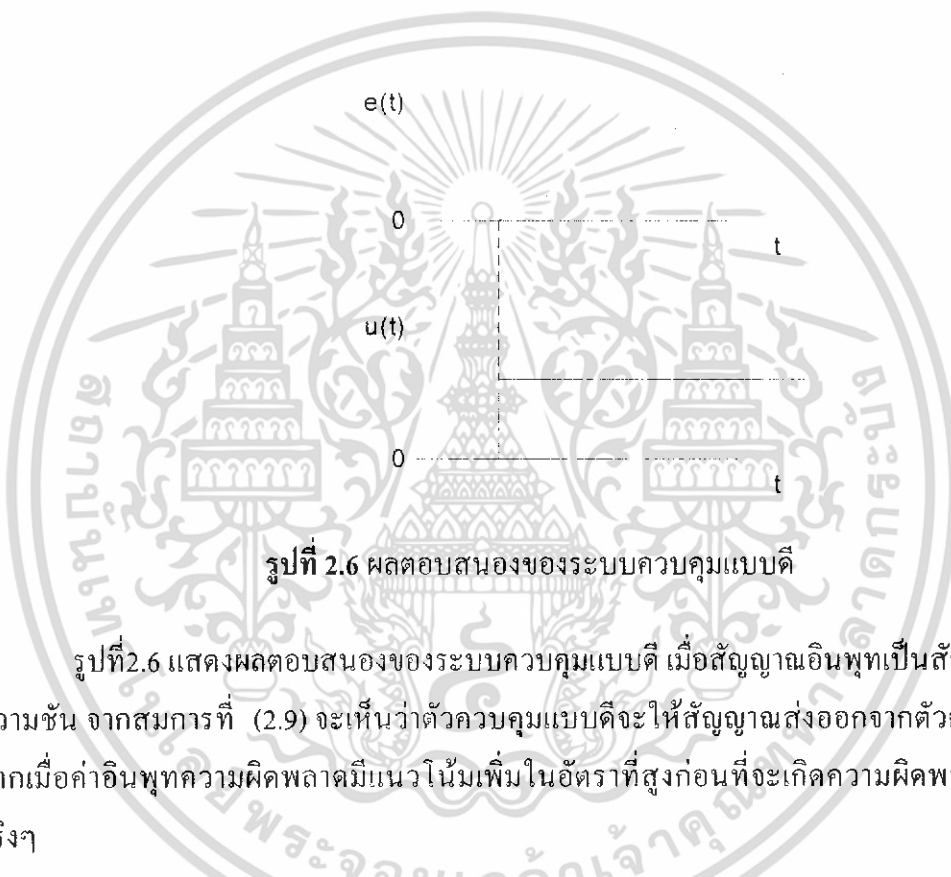 e(t)
0
t
u(t)
0
t
รูปที่ 2.6 ผลตอบสนองของระบบควบคุมแบบดี
รูปที่2.6 แสดงผลตอบสนองของระบบควบคุมแบบดี เมื่อสัญญาณอินพุทเป็นสั
วามชัน จากสมการที่ (2.9) จะเห็นว่าตัวควบคุมแบบดีจะให้สัญญาณส่งออกจากตัว
ากเมื่อค่าอินพุทความผิดพลาดมีแนวโน้มเพิ่มในอัตราที่สูงก่อนที่จะเกิดความผิดพ
ริงๆ